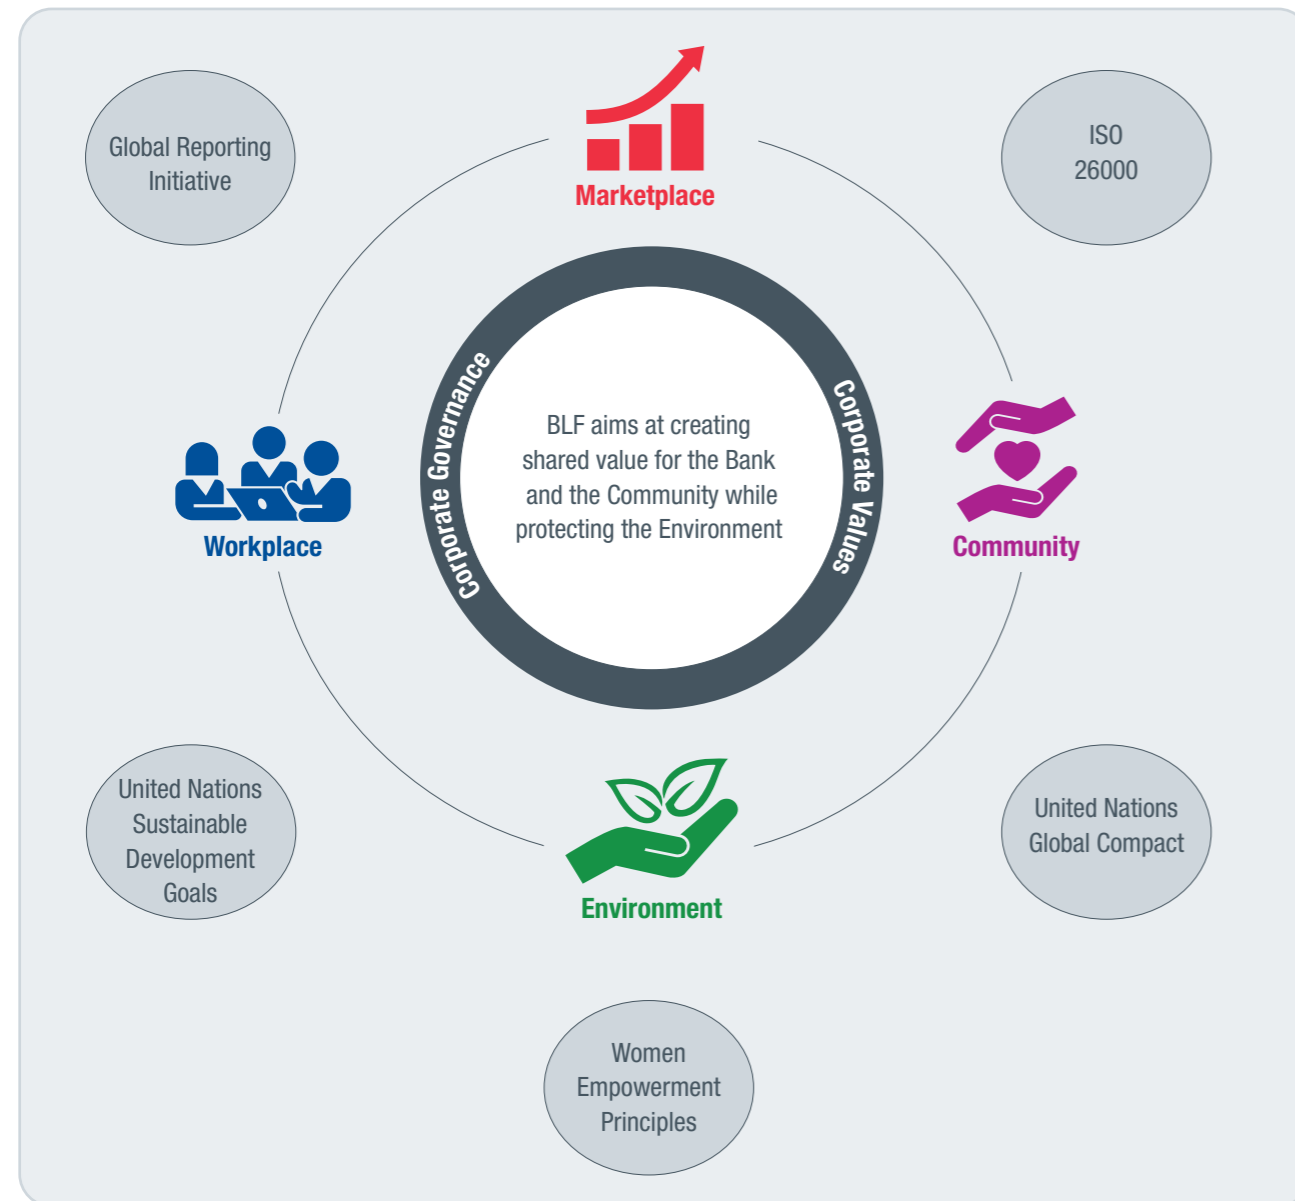 Global Reporting
Initiative
Marketplace
ISO
26000
Corporate Governance
BLF aims at creating
shared value for the Bank
and the Community while
protecting the Environment
Corporate Values
Workplace
Community
United Nations
Sustainable
Development
Goals
Environment
United Nations
Global Compact
Women
Empowerment
Principles